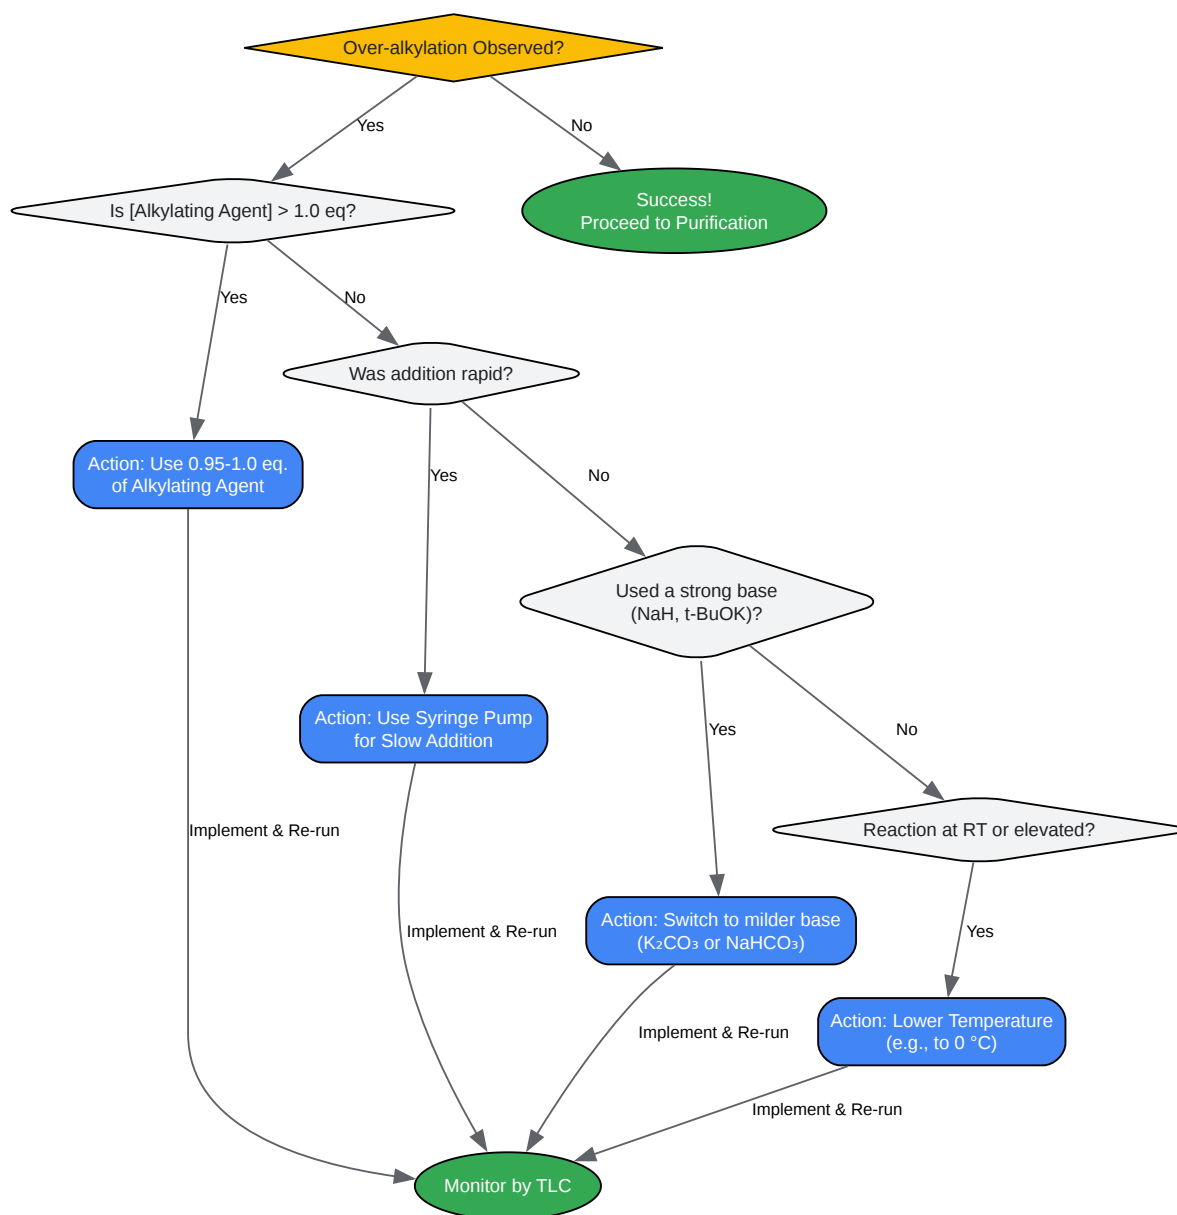 Over-alkylation Observed?
Yes
No
Is [Alkylating Agent] > 1.0 eq?
Success!
Proceed to Purification
Yes
No
Was addition rapid?
Action: Use 0.95-1.0 eq.
of Alkylating Agent
Yes
No
Used a strong base
(NaH, t-BuOK)?
Action: Use Syringe Pump
for Slow Addition
Yes
No
Implement & Re-run
Reaction at RT or elevated?
Implement & Re-run
Action: Switch to milder base
(K₂CO₃ or NaHCO₃)
Yes
Implement & Re-run
Action: Lower Temperature
(e.g., to 0 °C)
Implement & Re-run
Monitor by TLC